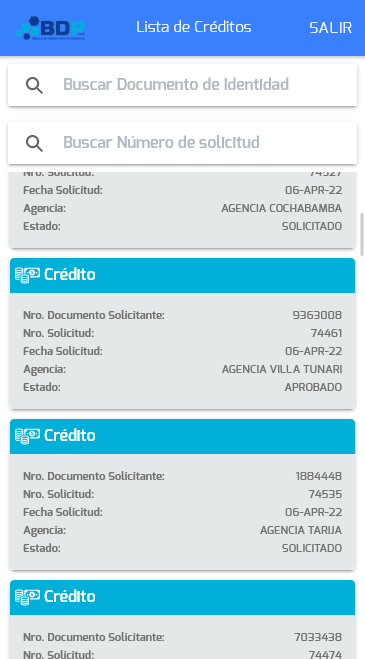 BDP
Lista de Créditos
SALIR
Buscar Documento de Identidad
Buscar Número de solicitud
Nro. Solicitud: 74527
Fecha Solicitud: 06-APR-22
Agencia: AGENCIA COCHABAMBA
Estado: SOLICITADO
Crédito
Nro. Documento Solicitante: 9363008
Nro. Solicitud: 74461
Fecha Solicitud: 06-APR-22
Agencia: AGENCIA VILLA TUNARI
Estado: APROBADO
Crédito
Nro. Documento Solicitante: 1884448
Nro. Solicitud: 74535
Fecha Solicitud: 06-APR-22
Agencia: AGENCIA TARIJA
Estado: SOLICITADO
Crédito
Nro. Documento Solicitante: 7033438
Nro. Solicitud: 74474